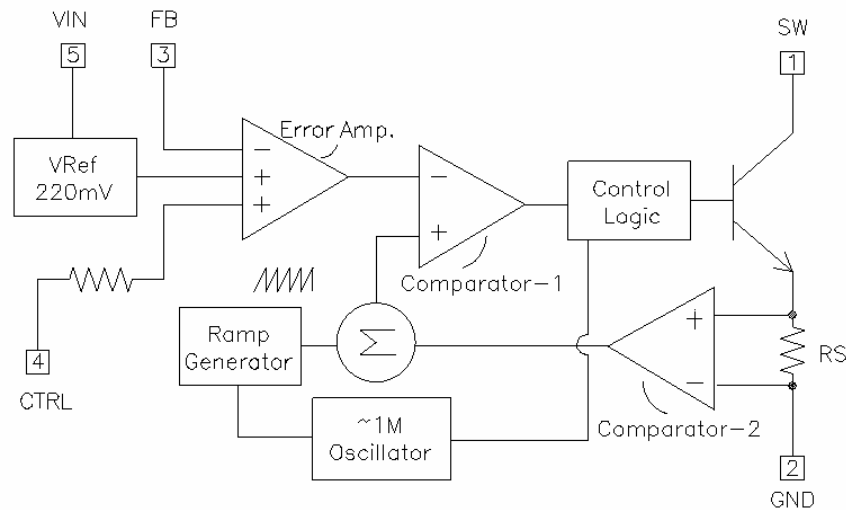 VIN
FB
SW
5
3
1
Error Amp.
VRef
220mV
−
+
+
−
+
Control
Logic
Comparator-1
Ramp
Generator
Σ
+
−
RS
4
CTRL
~1M
Oscillator
Comparator-2
2
GND